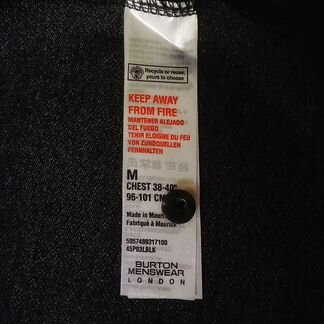 Recycle or reuse,
yours to choose
KEEP AWAY
FROM FIRE
MANTENER ALEJADO
DEL FUEGO
TENIR ELOIGNE DU FEU
VON ZUNDQUELLEN
FERNHALTEN
M
CHEST 38-40"
96-101 CM
Made in Mauritius
Fabriqué à Maurice
5057489317100
45P03LBLK
BURTON
MENSWEAR
LONDON